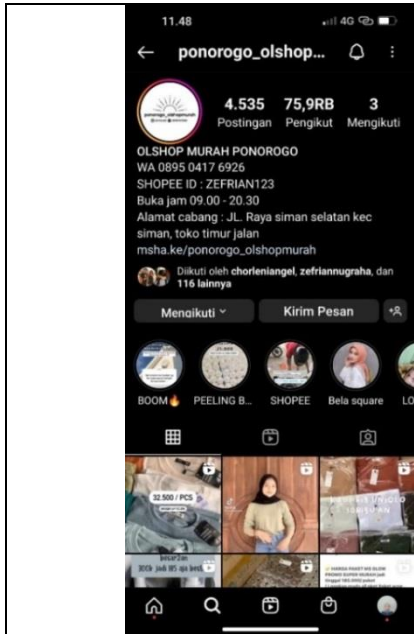 11.48
4G
ponorogo_olshop...
4.535 75,9RB 3
Postingan Pengikut Mengikuti
OLSHOP MURAH PONOROGO
WA 0895 0417 6926
SHOPEE ID : ZEFRIAN123
Buka jam 09.00 - 20.30
Alamat cabang : JL. Raya siman selatan kec
siman, toko timur jalan
msha.ke/ponorogo_olshopmurah
Diikuti oleh chorleniangel, zefriannugraha, dan
116 lainnya
Mengikuti Kirim Pesan
BOOM🔥 PEELING B... SHOPEE Bela square LO
32.500 / PCS